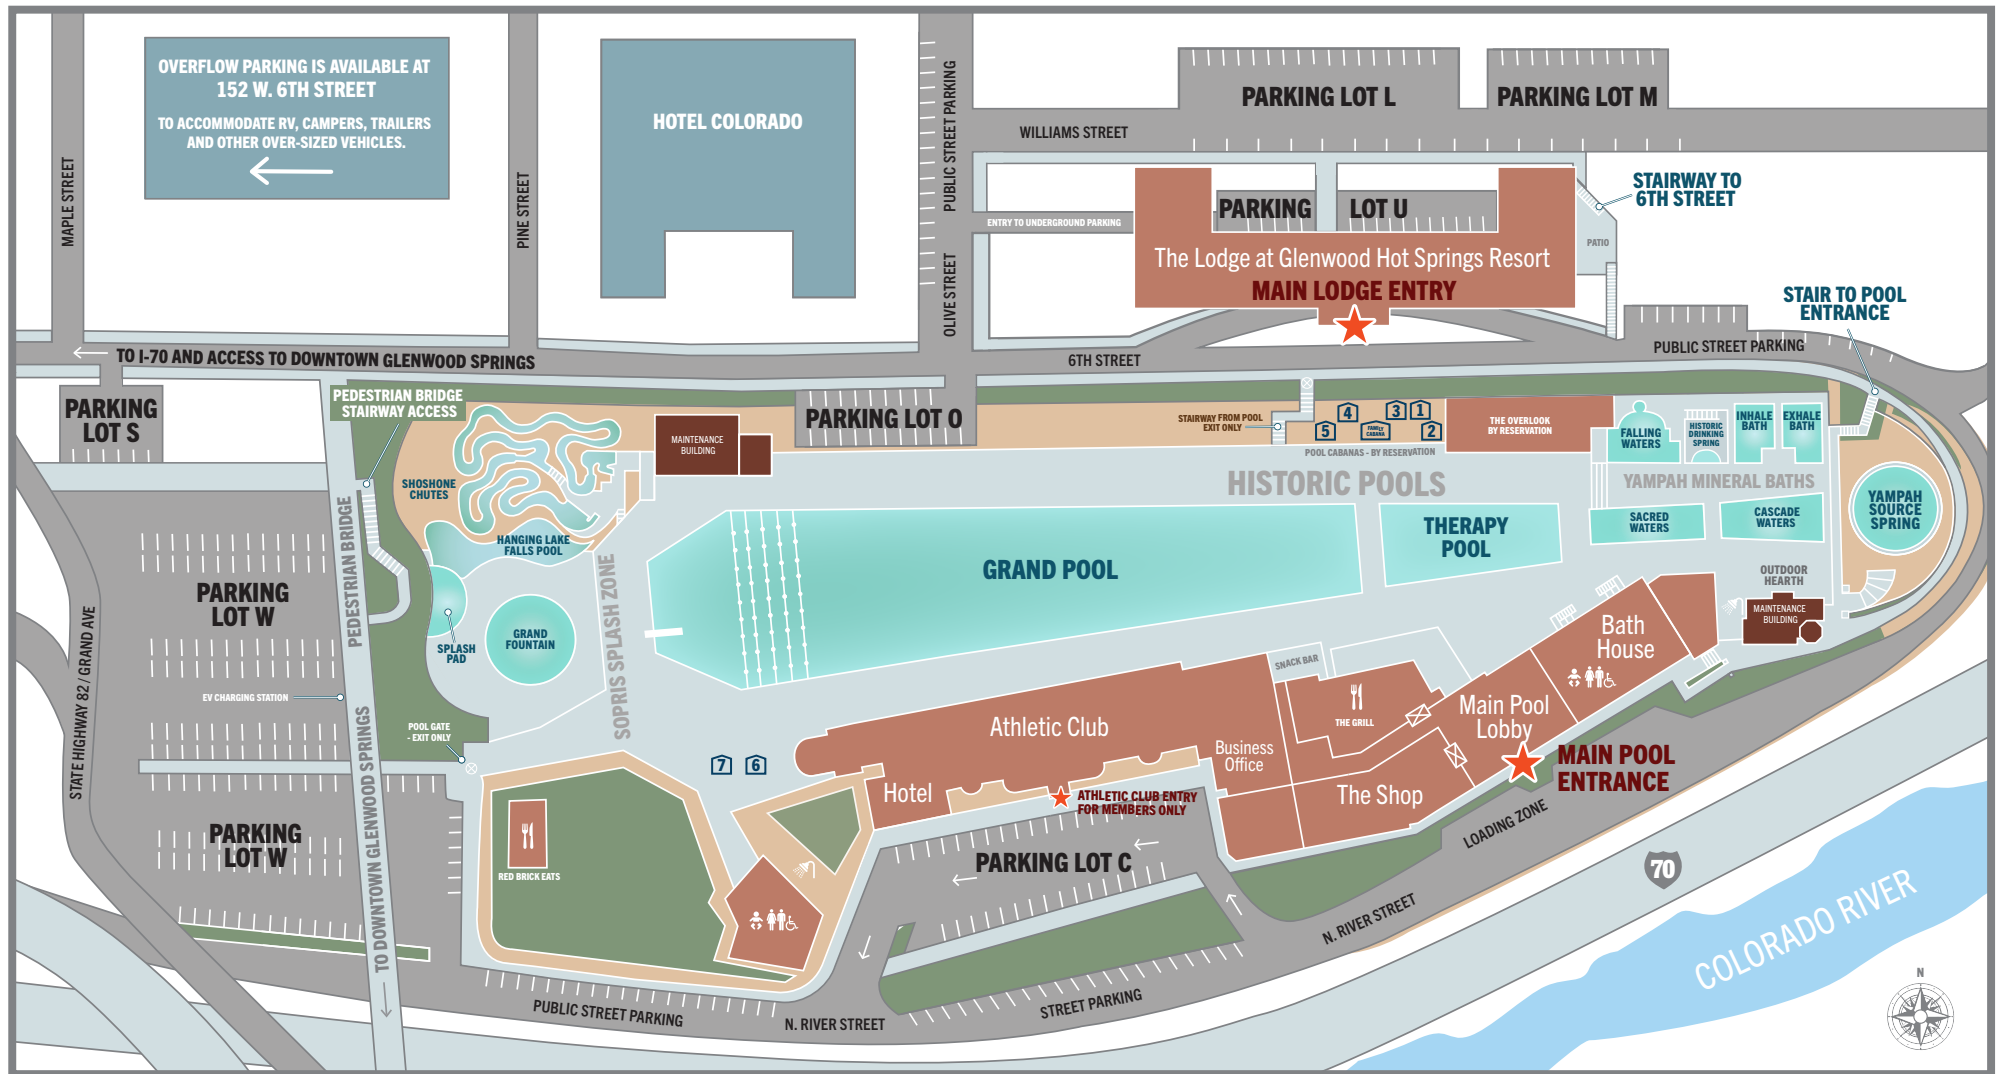 OVERFLOW PARKING IS AVAILABLE AT
152 W. 6TH STREET
TO ACCOMMODATE RV, CAMPERS, TRAILERS
AND OTHER OVER-SIZED VEHICLES.
MAPLE STREET
PINE STREET
HOTEL COLORADO
PUBLIC STREET PARKING
OLIVE STREET
WILLIAMS STREET
PARKING LOT L
PARKING LOT M
ENTRY TO UNDERGROUND PARKING
PARKING LOT U
The Lodge at Glenwood Hot Springs Resort
MAIN LODGE ENTRY
PATIO
STAIRWAY TO
6TH STREET
STAIR TO POOL
ENTRANCE
TO I-70 AND ACCESS TO DOWNTOWN GLENWOOD SPRINGS
6TH STREET
PUBLIC STREET PARKING
PARKING
LOT S
PEDESTRIAN BRIDGE
STAIRWAY ACCESS
MAINTENANCE
BUILDING
PARKING LOT O
STAIRWAY FROM POOL
EXIT ONLY
4
3
1
5
FAMILY
CABANA
2
POOL CABANAS - BY RESERVATION
THE OVERLOOK
BY RESERVATION
FALLING
WATERS
HISTORIC
DRINKING
SPRING
INHALE
BATH
EXHALE
BATH
SHOSHONE
CHUTES
HANGING LAKE
FALLS POOL
HISTORIC POOLS
YAMPAH MINERAL BATHS
SACRED
WATERS
CASCADE
WATERS
YAMPAH
SOURCE
SPRING
PEDESTRIAN BRIDGE
GRAND POOL
THERAPY
POOL
SOPRIS SPLASH ZONE
OUTDOOR
HEARTH
MAINTENANCE
BUILDING
PARKING
LOT W
STATE HIGHWAY 82 / GRAND AVE
SPLASH
PAD
GRAND
FOUNTAIN
EV CHARGING STATION
POOL GATE
- EXIT ONLY
SNACK BAR
THE GRILL
Bath
House
Main Pool
Lobby
MAIN POOL
ENTRANCE
Athletic Club
Business
Office
Hotel
The Shop
7
6
ATHLETIC CLUB ENTRY
FOR MEMBERS ONLY
PARKING
LOT W
TO DOWNTOWN GLENWOOD SPRINGS
RED BRICK EATS
PARKING LOT C
LOADING ZONE
70
N. RIVER STREET
COLORADO RIVER
PUBLIC STREET PARKING
N. RIVER STREET
STREET PARKING
N